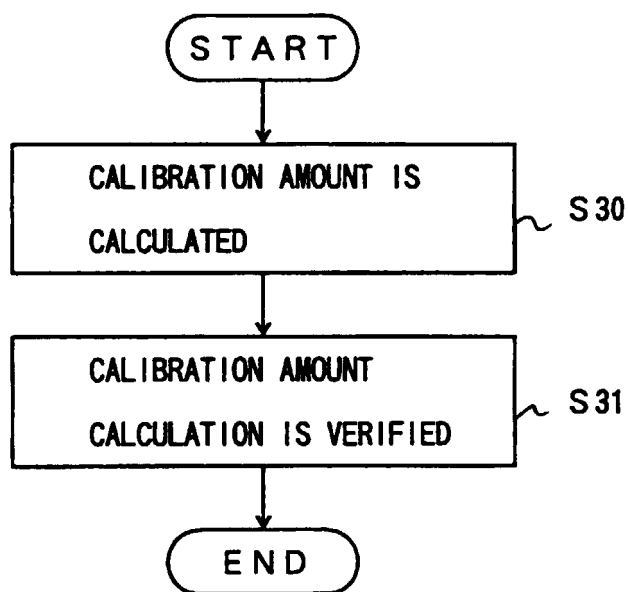 START
CALIBRATION AMOUNT IS
CALCULATED
S30
CALIBRATION AMOUNT
CALCULATION IS VERIFIED
S31
END